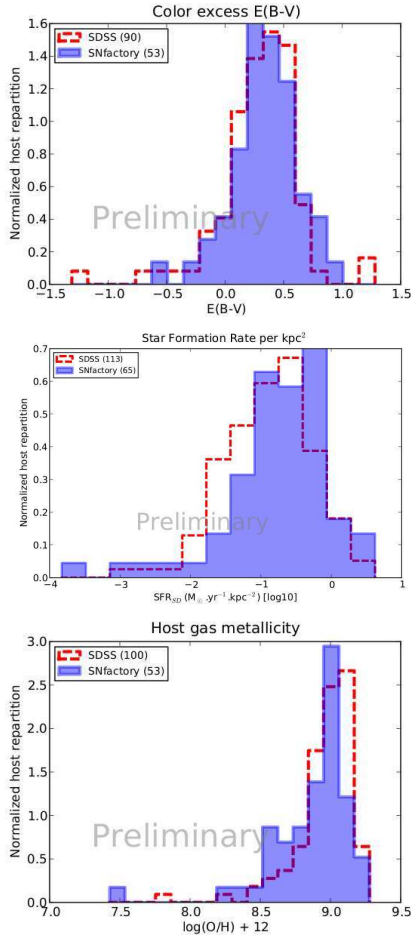 Color excess E(B-V)
SDSS (90)
SNfactory (53)
Normalized host repartition
1.6
1.4
1.2
1.0
0.8
0.6
0.4
0.2
0.0
Preliminary
−1.5 −1.0 −0.5 0.0 0.5 1.0 1.5
E(B-V)
Star Formation Rate per kpc²
SDSS (113)
SNfactory (65)
Normalized host repartition
0.7
0.6
0.5
0.4
0.3
0.2
0.1
0.0
Preliminary
−4 −3 −2 −1 0 1
SFR_SD (M_☉.yr⁻¹.kpc⁻²) [log10]
Host gas metallicity
SDSS (100)
SNfactory (53)
Normalized host repartition
3.0
2.5
2.0
1.5
1.0
0.5
0.0
Preliminary
7.0 7.5 8.0 8.5 9.0 9.5
log(O/H) + 12